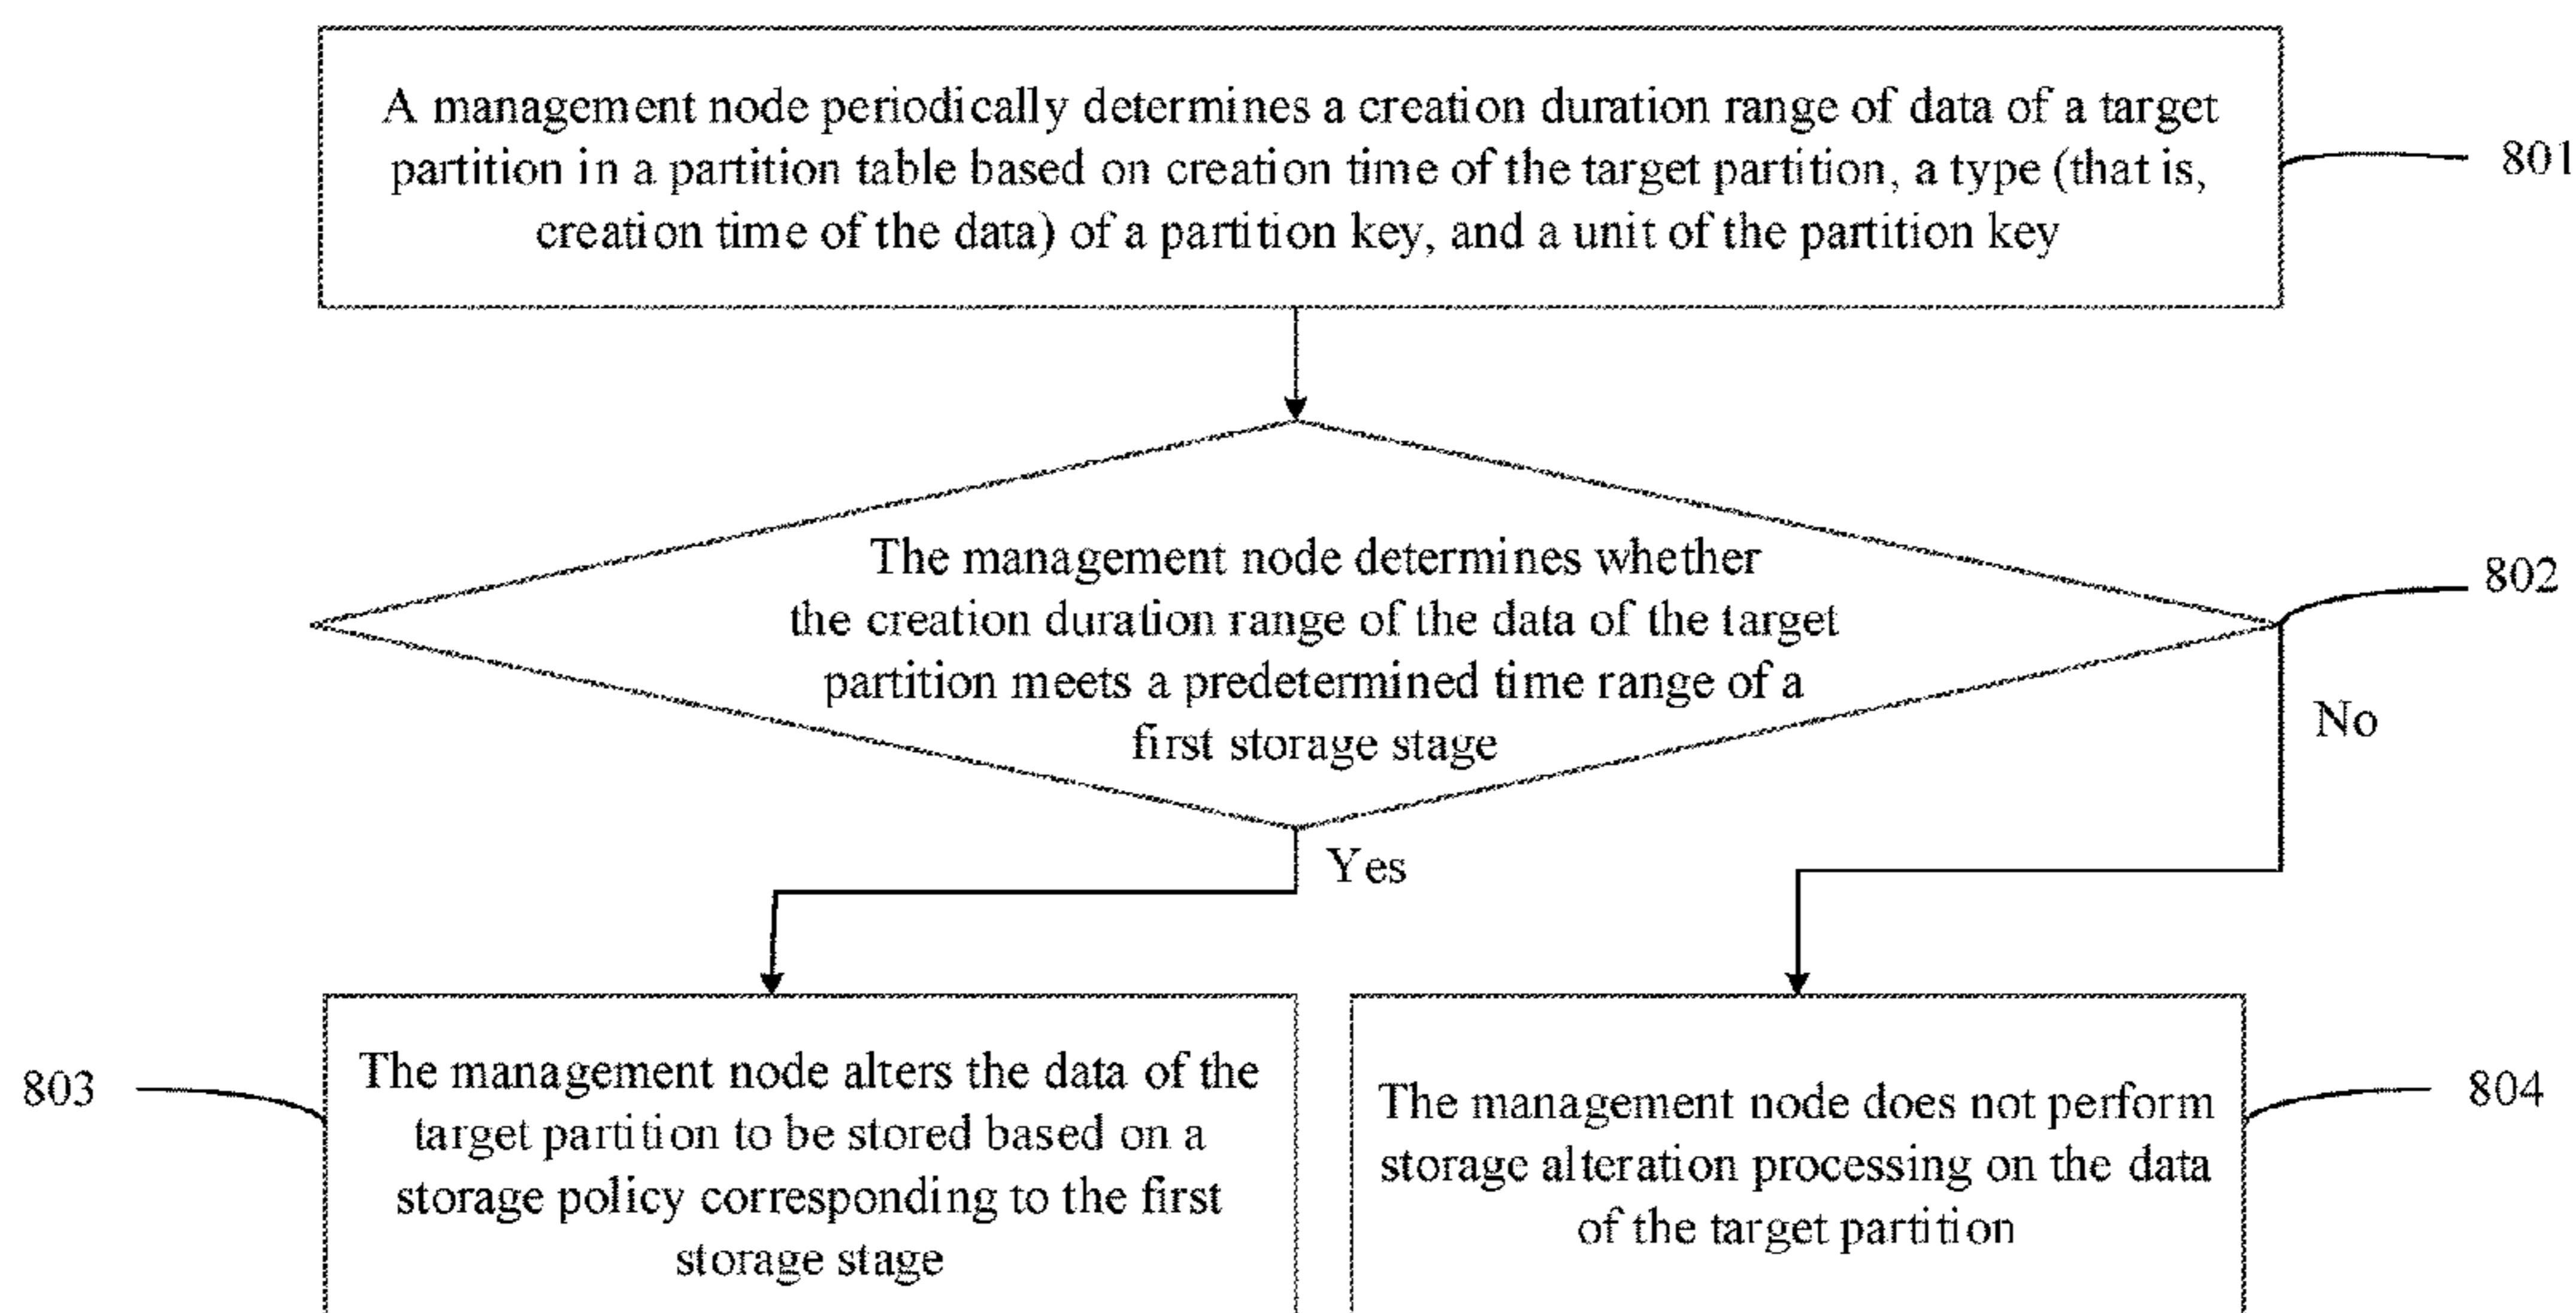 A management node periodically determines a creation duration range of data of a target
partition in a partition table based on creation time of the target partition, a type (that is,
creation time of the data) of a partition key, and a unit of the partition key
801
The management node determines whether
the creation duration range of the data of the target
partition meets a predetermined time range of a
first storage stage
802
No
Yes
803
The management node alters the data of the
target partition to be stored based on a
storage policy corresponding to the first
storage stage
The management node does not perform
storage alteration processing on the data
of the target partition
804